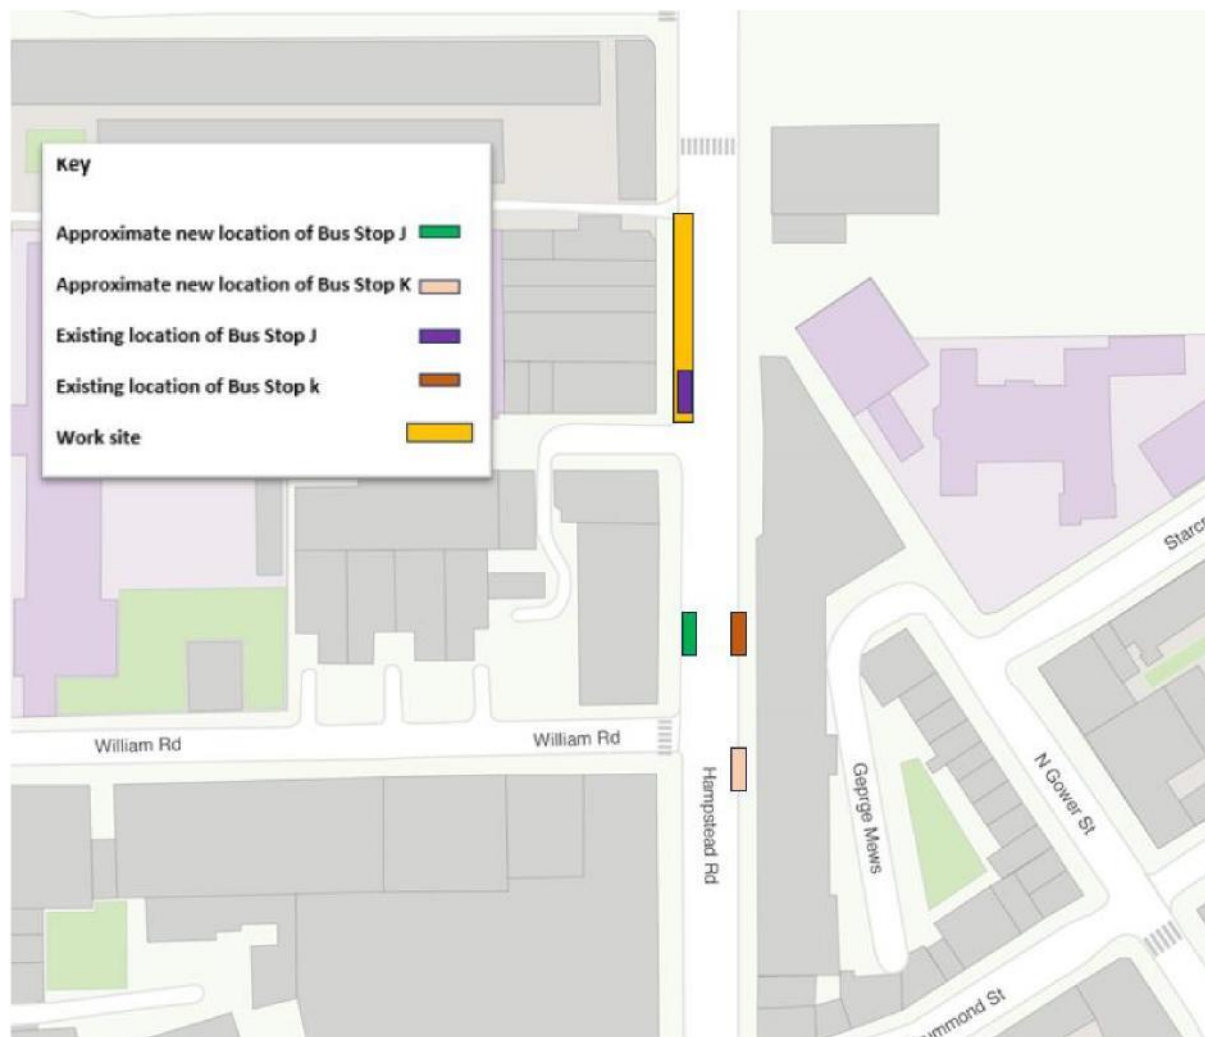 Key
Approximate new location of Bus Stop J
Approximate new location of Bus Stop K
Existing location of Bus Stop J
Existing location of Bus Stop k
Work site
Starc
William Rd
William Rd
Hampstead Rd
Geprge Mews
N Gower St
ummond St